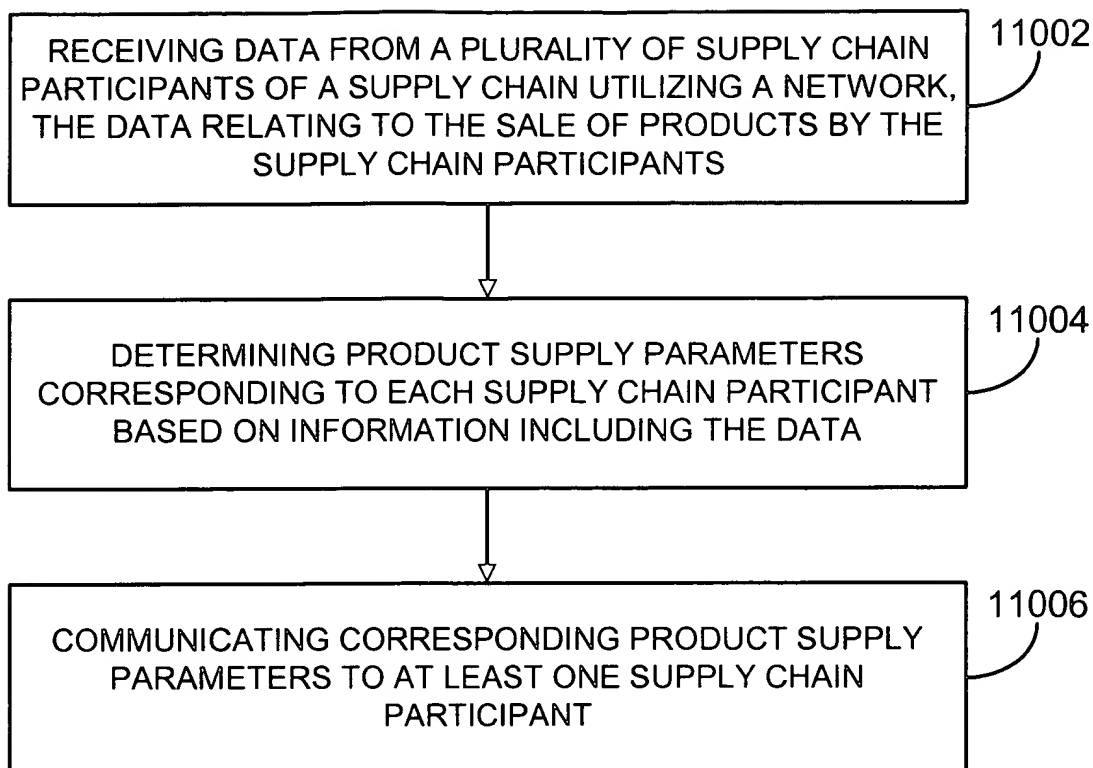 RECEIVING DATA FROM A PLURALITY OF SUPPLY CHAIN
PARTICIPANTS OF A SUPPLY CHAIN UTILIZING A NETWORK,
THE DATA RELATING TO THE SALE OF PRODUCTS BY THE
SUPPLY CHAIN PARTICIPANTS
11002
DETERMINING PRODUCT SUPPLY PARAMETERS
CORRESPONDING TO EACH SUPPLY CHAIN PARTICIPANT
BASED ON INFORMATION INCLUDING THE DATA
11004
COMMUNICATING CORRESPONDING PRODUCT SUPPLY
PARAMETERS TO AT LEAST ONE SUPPLY CHAIN
PARTICIPANT
11006